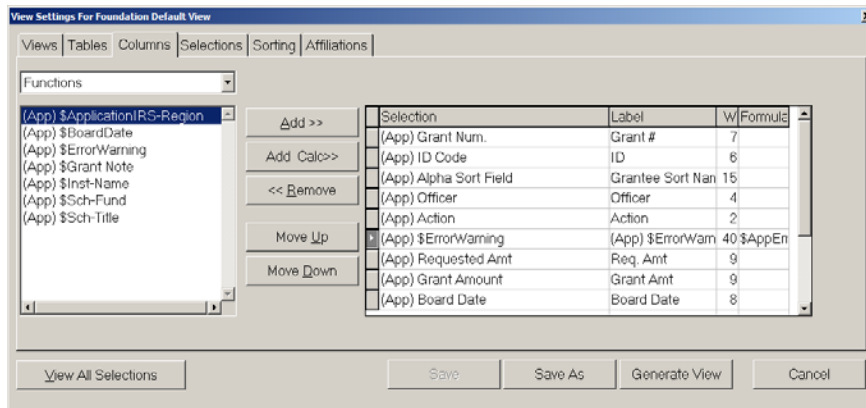 View Settings For Foundation Default View
Views Tables Columns Selections Sorting Affiliations
Functions
(App) $ApplicationIRS-Region
(App) $BoardDate
(App) $ErrorWarning
(App) $Grant Note
(App) $Inst-Name
(App) $Sch-Fund
(App) $Sch-Title
Add >>
Add Calc>>
<< Remove
Move Up
Move Down
Selection Label W Formula
(App) Grant Num. Grant # 7
(App) ID Code ID 6
(App) Alpha Sort Field Grantee Sort Nan 15
(App) Officer Officer 4
(App) Action Action 2
(App) $ErrorWarning (App) $ErrorWarn 40 $AppErr
(App) Requested Amt Req. Amt 9
(App) Grant Amount Grant Amt 9
(App) Board Date Board Date 8
View All Selections Save Save As Generate View Cancel